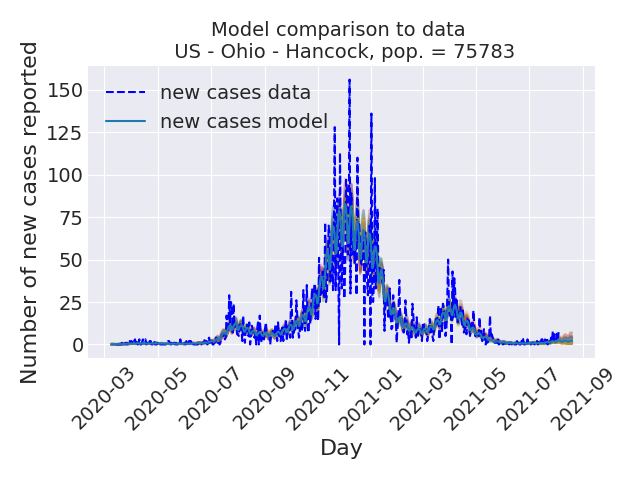 Model comparison to data
US - Ohio - Hancock, pop. = 75783
Number of new cases reported
150
125
100
75
50
25
0
new cases data
new cases model
2020-03
2020-05
2020-07
2020-09
2020-11
2021-01
2021-03
2021-05
2021-07
2021-09
Day